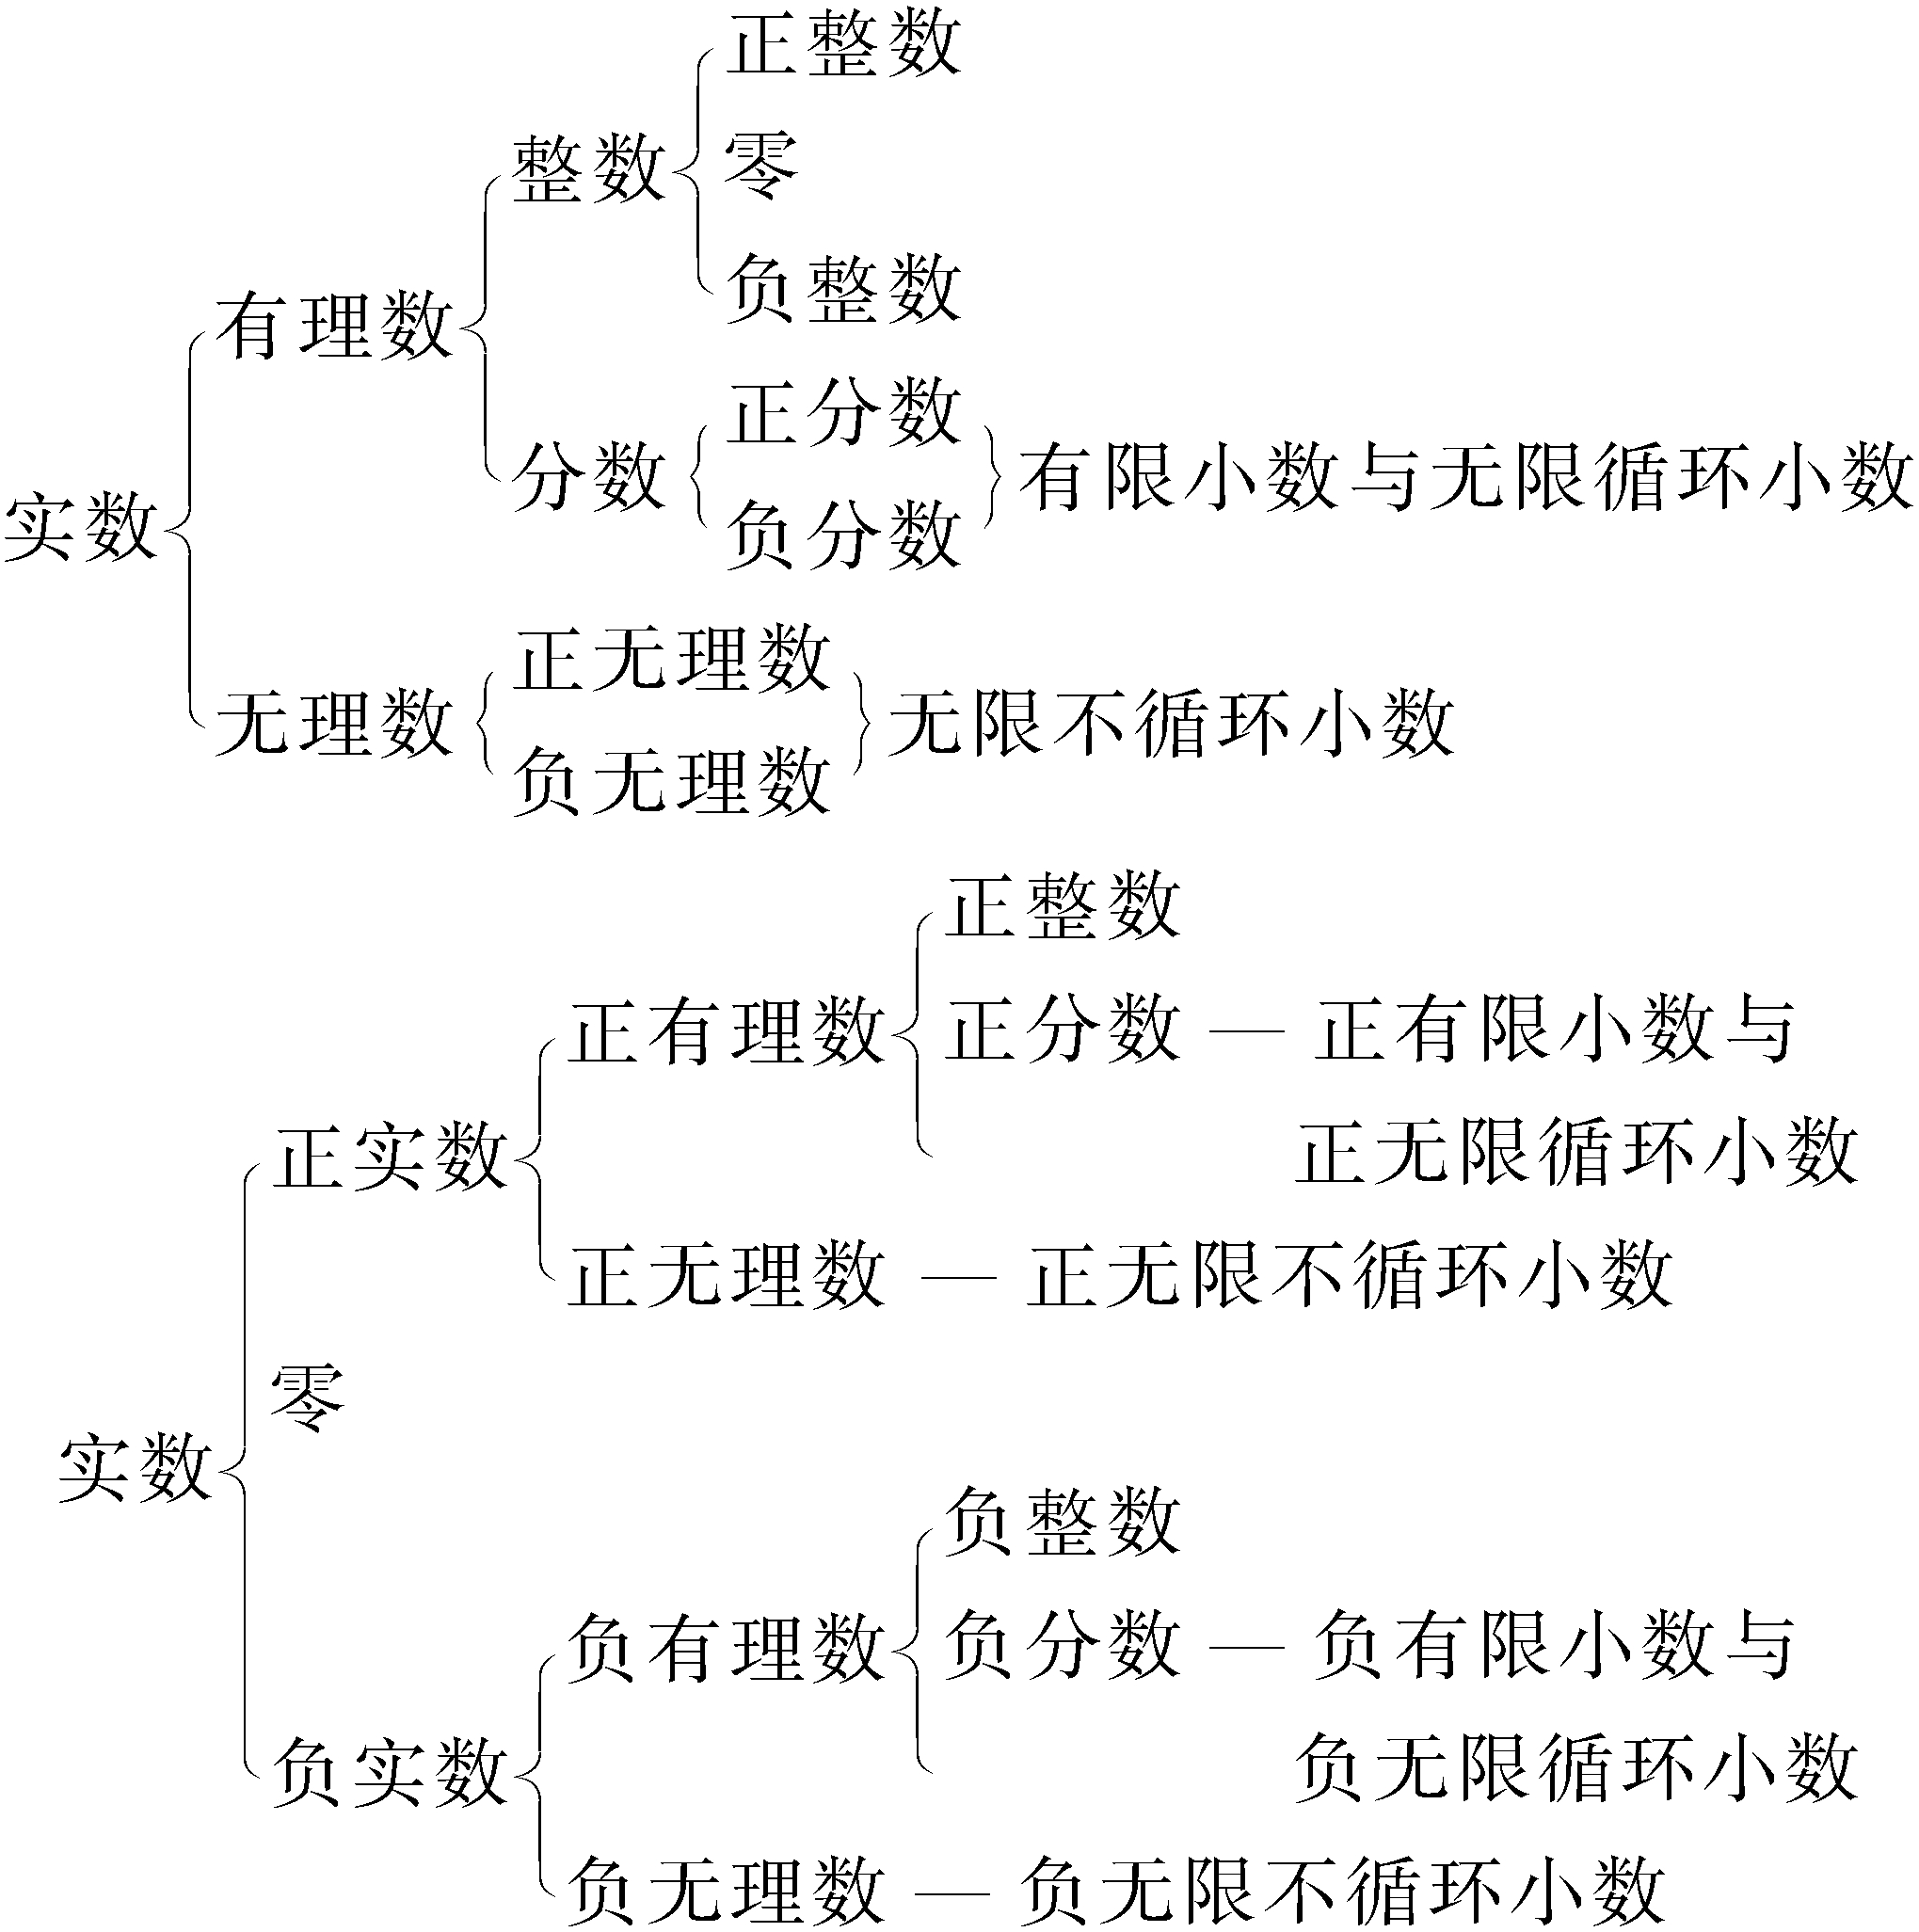 正整数
整数 零
负整数
有理数
正分数
分数 有限小数与无限循环小数
负分数
实数
正无理数
无理数 无限不循环小数
负无理数
正整数
正有理数 正分数 — 正有限小数与
正实数 正无限循环小数
正无理数 — 正无限不循环小数
零
实数
负整数
负有理数 负分数 — 负有限小数与
负实数 负无限循环小数
负无理数 — 负无限不循环小数